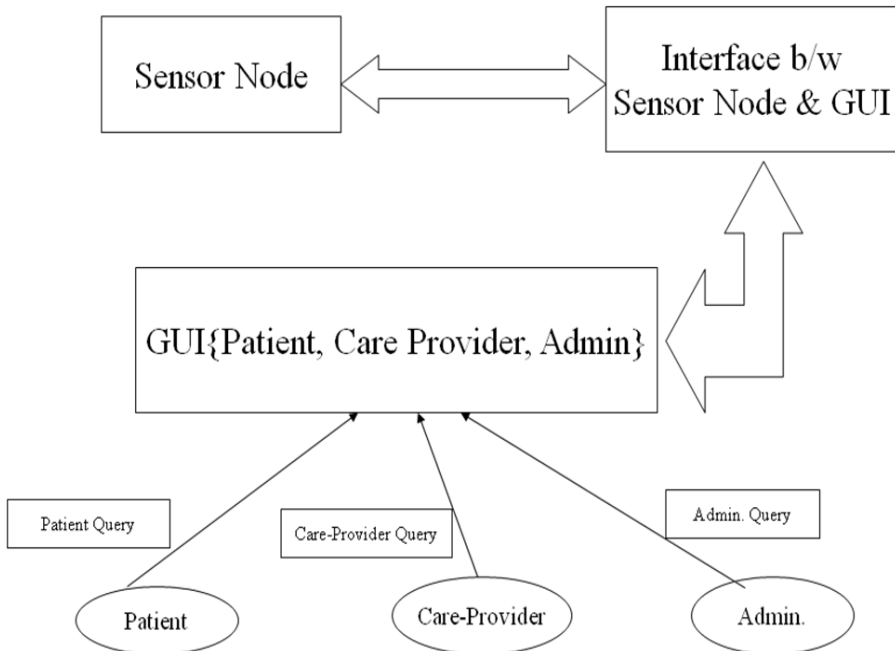 Sensor Node
Interface b/w
Sensor Node & GUI
GUI{Patient, Care Provider, Admin}
Patient Query
Care-Provider Query
Admin. Query
Patient
Care-Provider
Admin.